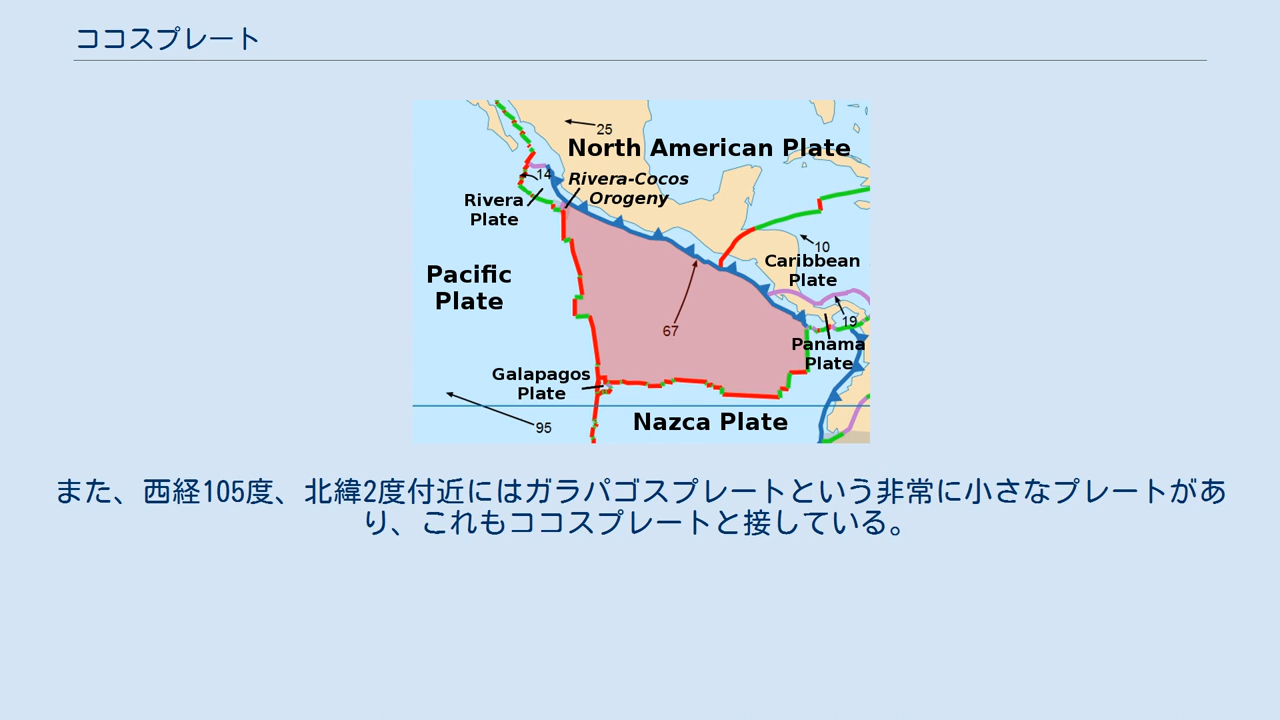 ココスプレート
25
North American Plate
14
Rivera-Cocos
Orogeny
Rivera
Plate
10
Caribbean
Plate
Pacific
Plate
67
19
Panama
Plate
Galapagos
Plate
95
Nazca Plate
また、西経105度、北緯2度付近にはガラパゴスプレートという非常に小さなプレートがあ
り、これもココスプレートと接している。